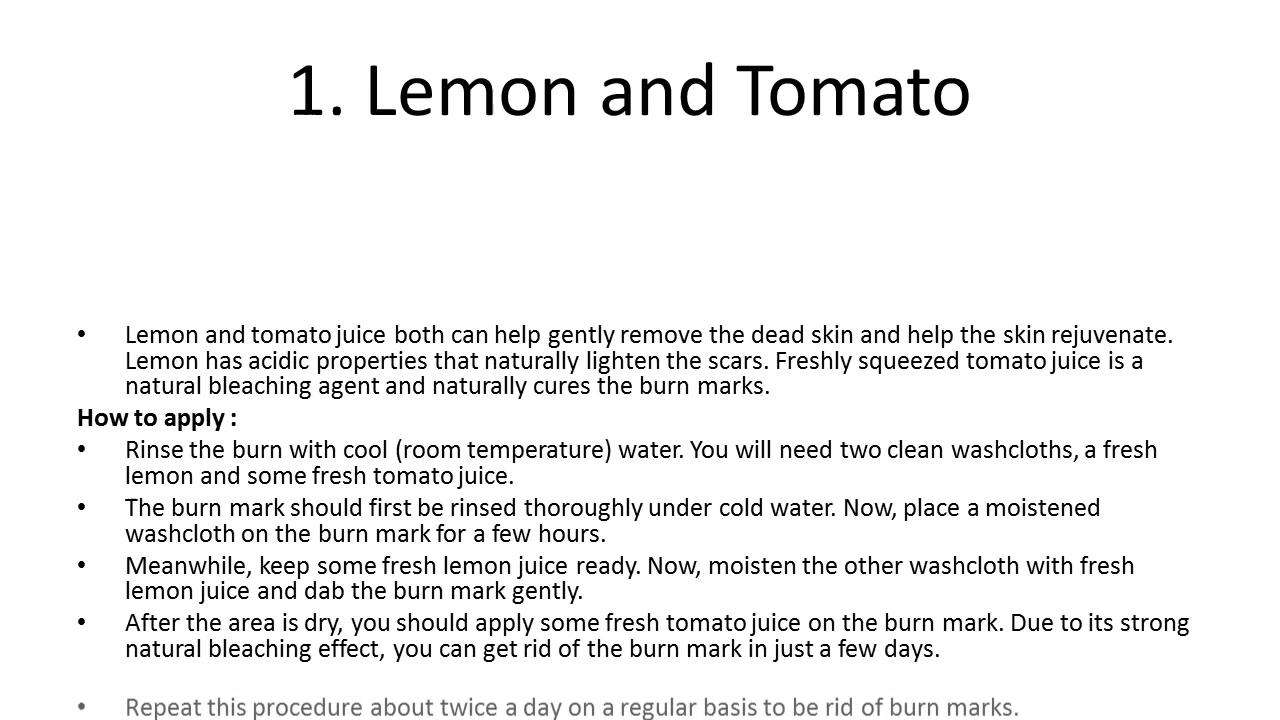 1. Lemon and Tomato
• Lemon and tomato juice both can help gently remove the dead skin and help the skin rejuvenate.
Lemon has acidic properties that naturally lighten the scars. Freshly squeezed tomato juice is a
natural bleaching agent and naturally cures the burn marks.
How to apply :
• Rinse the burn with cool (room temperature) water. You will need two clean washcloths, a fresh
lemon and some fresh tomato juice.
• The burn mark should first be rinsed thoroughly under cold water. Now, place a moistened
washcloth on the burn mark for a few hours.
• Meanwhile, keep some fresh lemon juice ready. Now, moisten the other washcloth with fresh
lemon juice and dab the burn mark gently.
• After the area is dry, you should apply some fresh tomato juice on the burn mark. Due to its strong
natural bleaching effect, you can get rid of the burn mark in just a few days.
• Repeat this procedure about twice a day on a regular basis to be rid of burn marks.